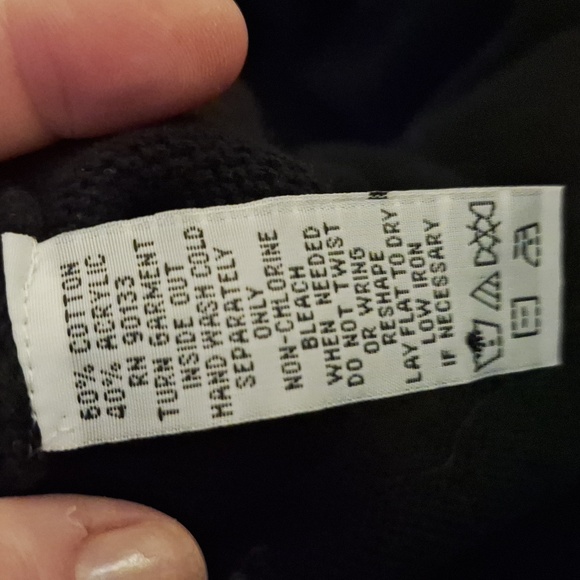 60% COTTON
40% ACRYLIC
RN 90133
TURN GARMENT
INSIDE OUT
HAND WASH COLD
SEPARATELY
ONLY
NON-CHLORINE
BLEACH
WHEN NEEDED
DO NOT TWIST
OR WRING
RESHAPE
LAY FLAT TO DRY
LOW IRON
IF NECESSARY